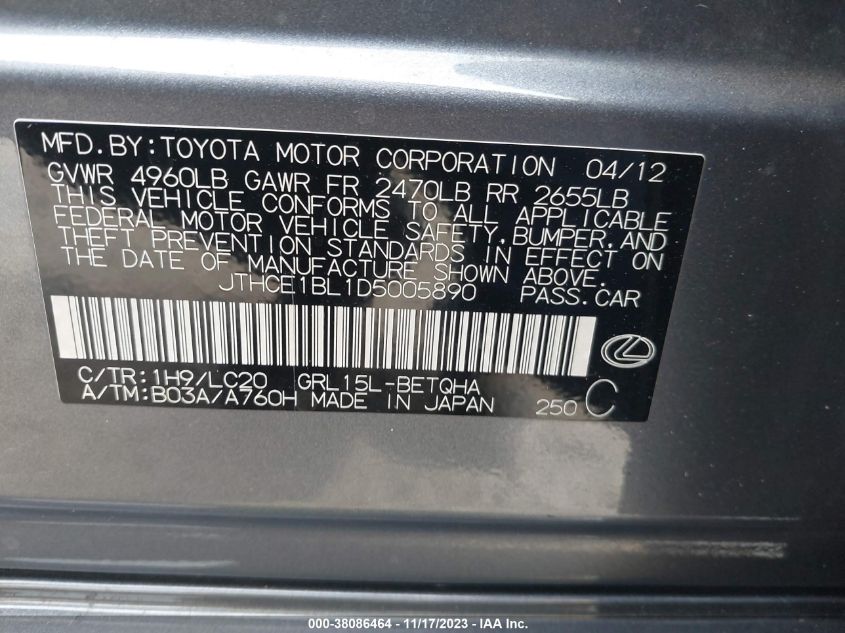 MFD.BY:TOYOTA MOTOR CORPORATION 04/12
GVWR 4960LB GAWR FR 2470LB RR 2655LB
THIS VEHICLE CONFORMS TO ALL APPLICABLE
FEDERAL MOTOR VEHICLE SAFETY,BUMPER,AND
THEFT PREVENTION STANDARDS IN EFFECT ON
THE DATE OF MANUFACTURE SHOWN ABOVE.
JTHCE1BL1D5005890 PASS.CAR
C/TR:1H9/LC20 GRL15L-BETQHA
A/TM:B03A/A760H MADE IN JAPAN 250 C
000-38086464 — 11/17/2023 - © IAA Inc.